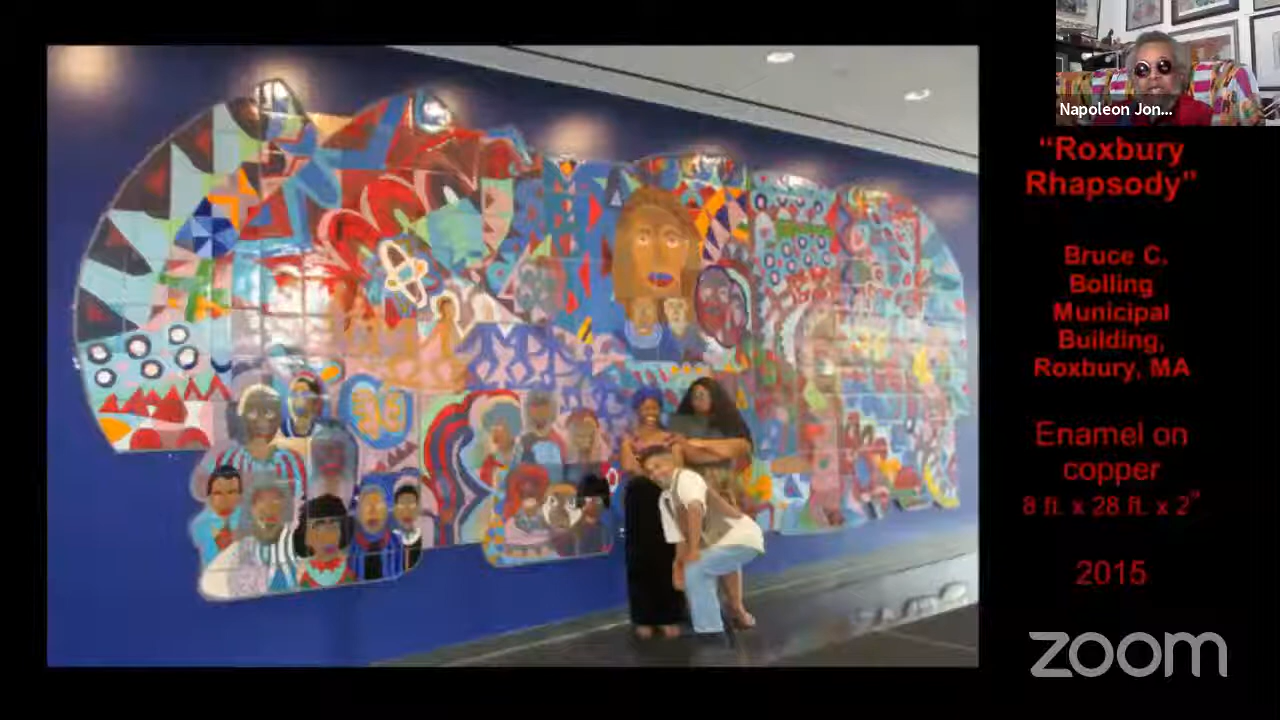 Napoleon Jon...
“Roxbury
Rhapsody”
Bruce C.
Bolling
Municipal
Building,
Roxbury, MA
Enamel on
copper
8 ft. x 28 ft. x 2"
2015
zoom